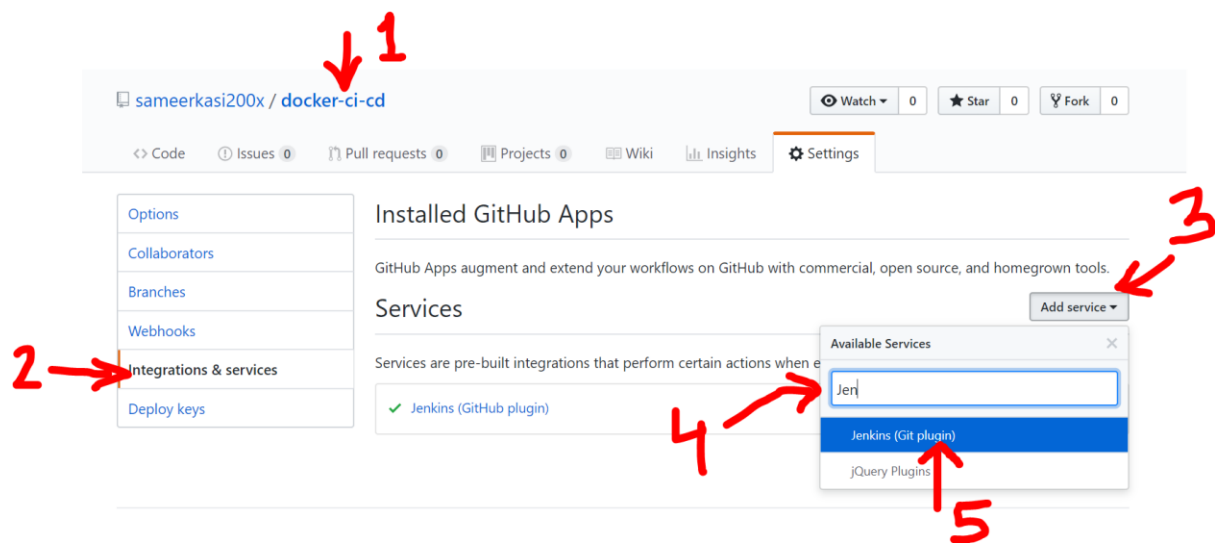 1
sameerkasi200x / docker-ci-cd
Watch 0 Star 0 Fork 0
<> Code Issues 0 Pull requests 0 Projects 0 Wiki Insights Settings
Options
Collaborators
Branches
Webhooks
2
Integrations & services
Deploy keys
Installed GitHub Apps
GitHub Apps augment and extend your workflows on GitHub with commercial, open source, and homegrown tools.
3
Services
Add service
Services are pre-built integrations that perform certain actions when e
Jenkins (GitHub plugin)
Available Services
4
Jen
Jenkins (Git plugin)
jQuery Plugins
5